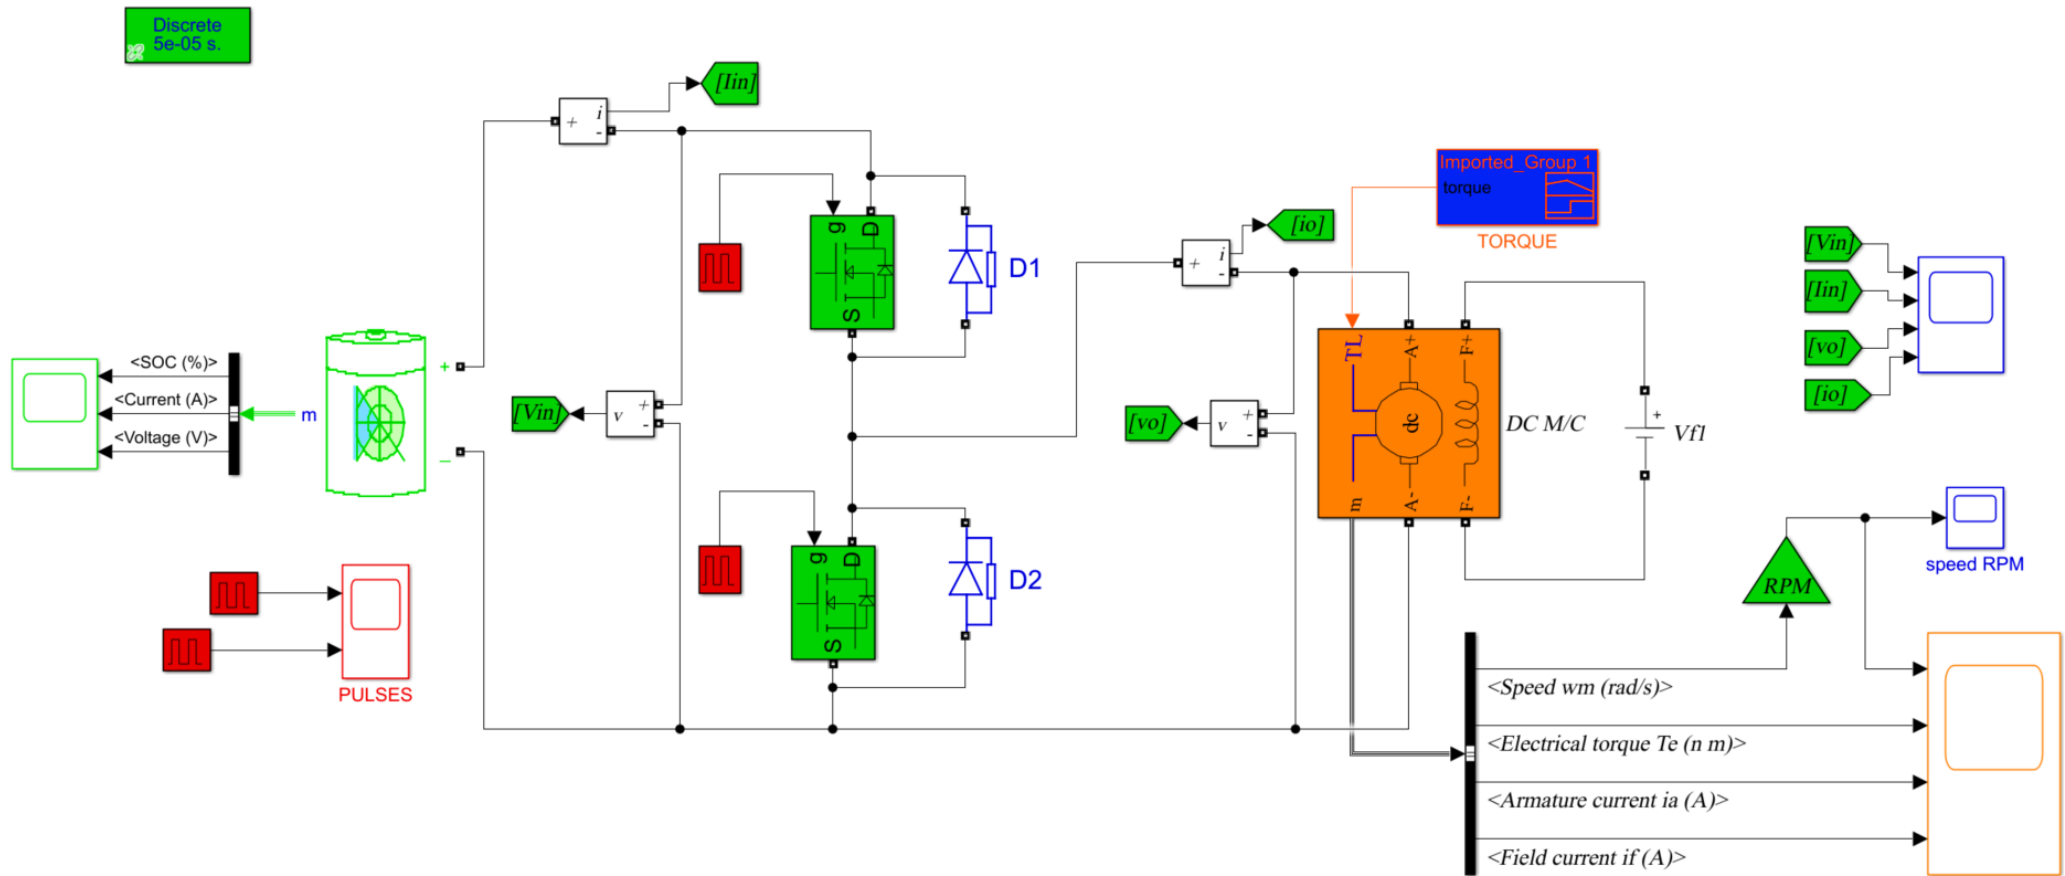 Discrete
5e-05 s.
[Iin]
i
+
-
Imported_Group 1
torque
TORQUE
g
D
S
D1
[io]
i
+
-
[Vin]
[Iin]
[vo]
[io]
<SOC (%)>
<Current (A)>
<Voltage (V)>
m
+
_
[Vin]
v
+
-
[vo]
v
+
-
TL
A+
F+
dc
m
A-
F-
DC M/C
+
Vf1
g
D
S
D2
PULSES
speed RPM
RPM
<Speed wm (rad/s)>
<Electrical torque Te (n m)>
<Armature current ia (A)>
<Field current if (A)>